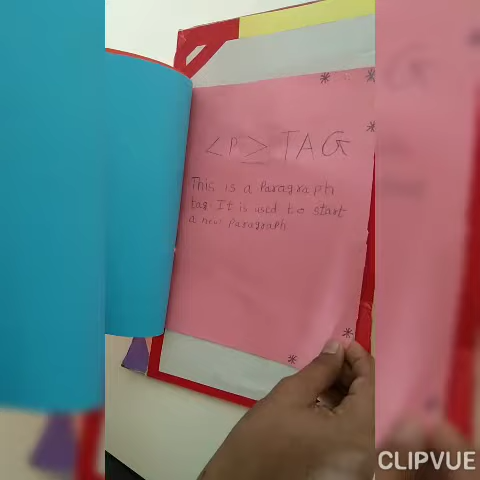 <P> TAG
This is a Paragraph
tag. It is used to start
a new Paragraph
CLIPVUE